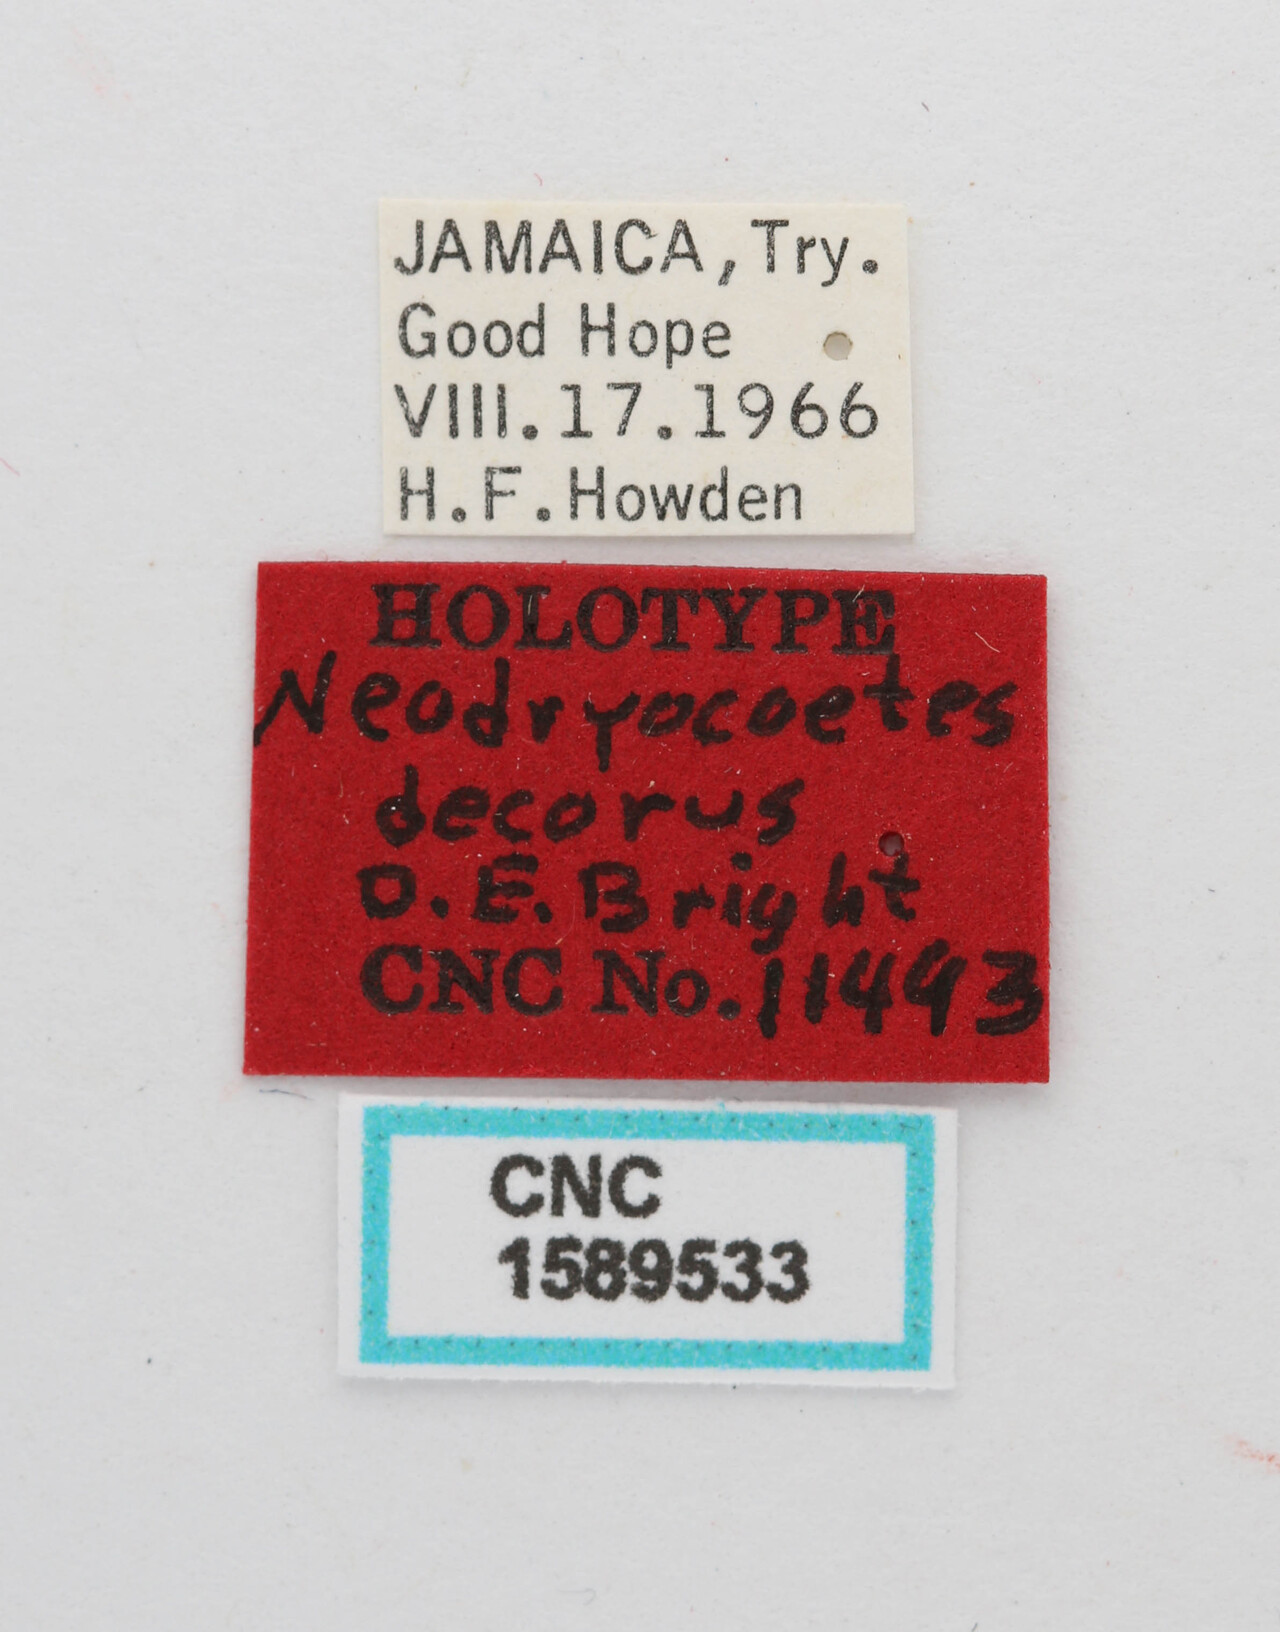 JAMAICA, Try.
Good Hope
VIII.17.1966
H.F.Howden
HOLOTYPE
Neodryocoetes
decorus
D.E.Bright
CNC No. 11493
CNC
1589533